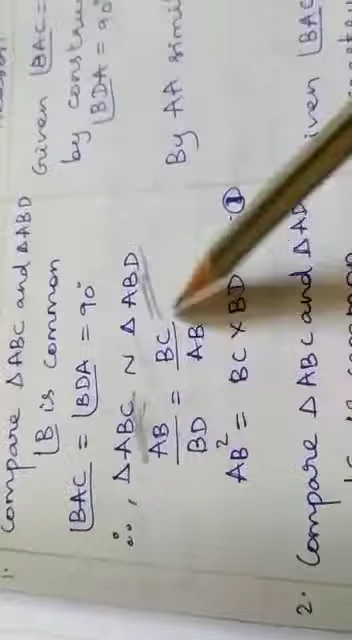 1. Compare △ABC and △ABD
∠B is common
∠BAC = ∠BDA = 90°
∴, △ABC ~ △ABD
AB/BD = BC/AB
AB² = BC × BD ①
2. Compare △ABC and △AD
Given ∠BAC =
by constru
∠BDA = 90°
By AA simil
iven ∠BAC